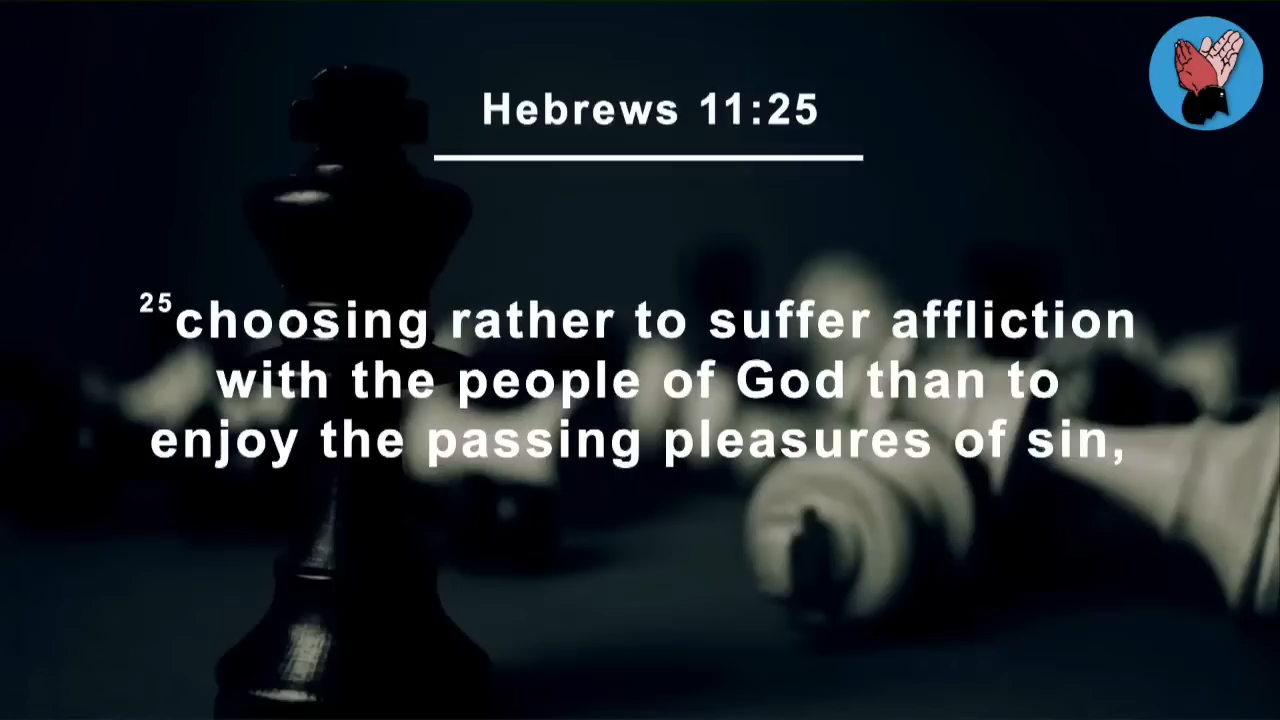 Hebrews 11:25
25choosing rather to suffer affliction
with the people of God than to
enjoy the passing pleasures of sin,